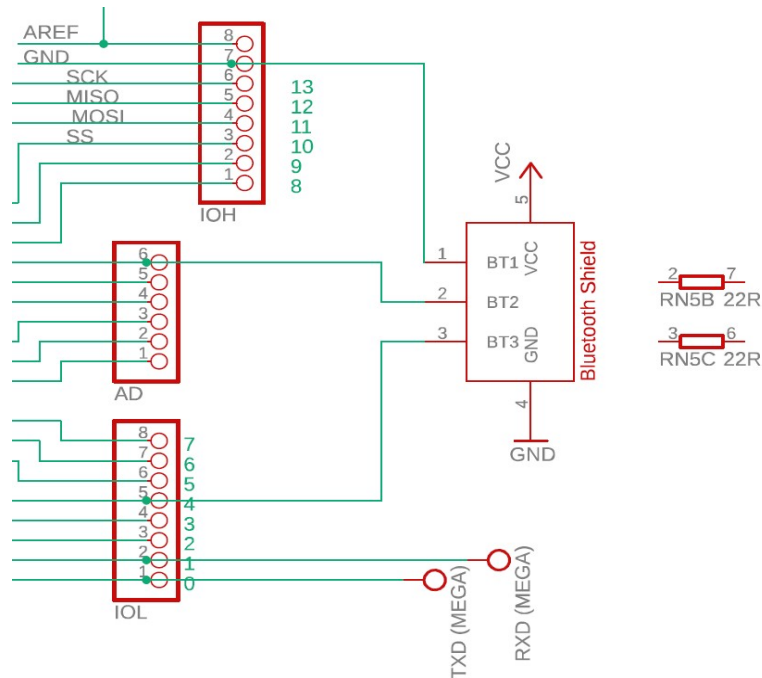 AREF
GND
SCK
MISO
MOSI
SS
8
7
6
5
4
3
2
1
13
12
11
10
9
8
IOH
6
5
4
3
2
1
AD
8
7
6
5
4
3
2
1
7
6
5
4
3
2
1
0
IOL
VCC
5
1
2
3
BT1
BT2
BT3
VCC
GND
Bluetooth Shield
4
GND
2 7
RN5B 22R
3 6
RN5C 22R
TXD (MEGA)
RXD (MEGA)